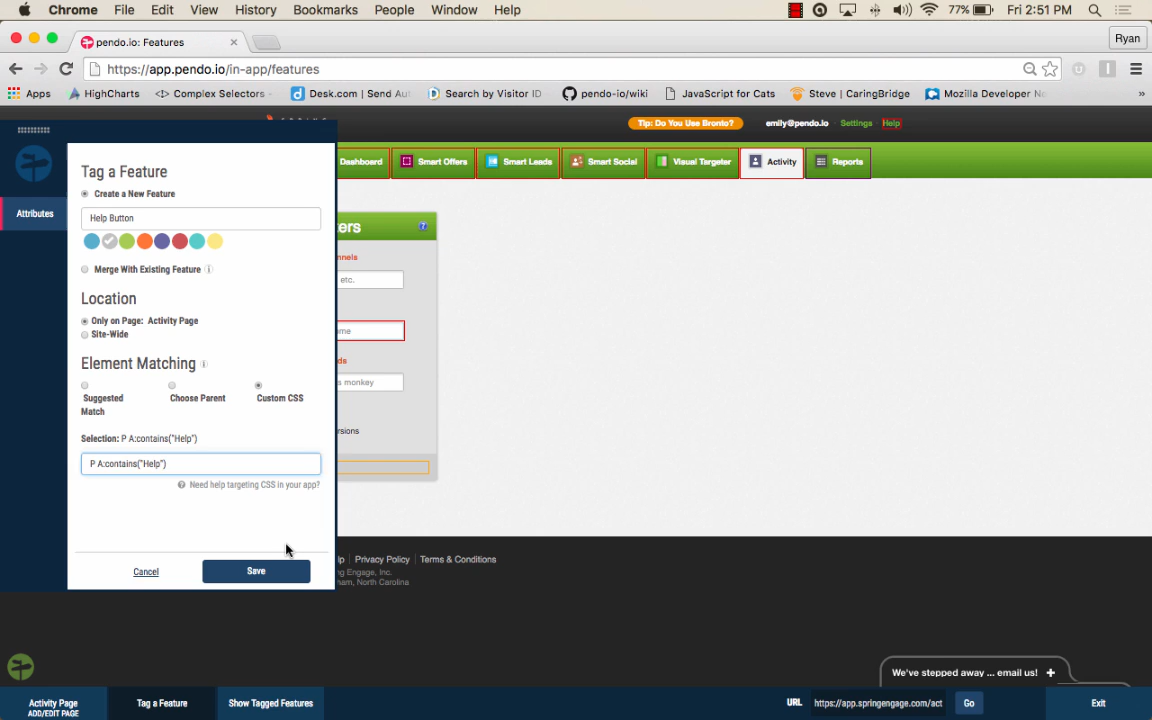 Chrome File Edit View History Bookmarks People Window Help 77% Fri 2:51 PM
pendo.io: Features Ryan
https://app.pendo.io/in-app/features
Apps HighCharts Complex Selectors Desk.com | Send Au Search by Visitor ID pendo-io/wiki JavaScript for Cats Steve | CaringBridge Mozilla Developer Ne »
Tip: Do You Use Bronto? emily@pendo.io Settings Help
Dashboard Smart Offers Smart Leads Smart Social Visual Targeter Activity Reports
Attributes
Tag a Feature
Create a New Feature
Help Button
Merge With Existing Feature
Location
Only on Page: Activity Page
Site-Wide
Element Matching
Suggested Match
Choose Parent
Custom CSS
Selection: P A:contains("Help")
P A:contains("Help")
Need help targeting CSS in your app?
Cancel Save
ters
nnels
etc.
ame
ds
s monkey
rsions
lp | Privacy Policy | Terms & Conditions
ng Engage, Inc.
ham, North Carolina
We've stepped away ... email us! +
Activity Page
ADD/EDIT PAGE
Tag a Feature Show Tagged Features URL https://app.springengage.com/act Go Exit